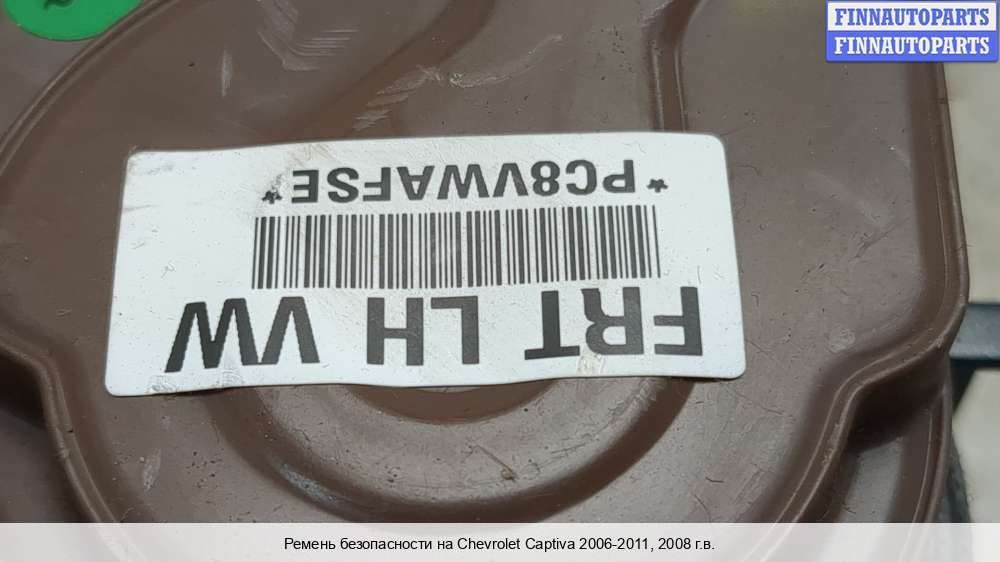 FINNAUTOPARTS
FINNAUTOPARTS
FRT LH VW
*PC8VWAFSE*
Ремень безопасности на Chevrolet Captiva 2006-2011, 2008 г.в.